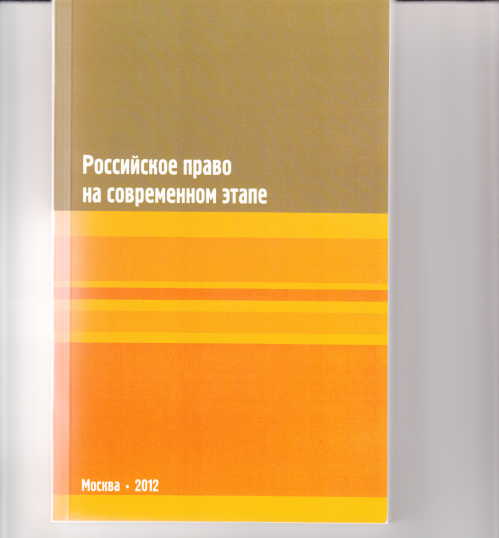 Российское право
на современном этапе
Москва • 2012